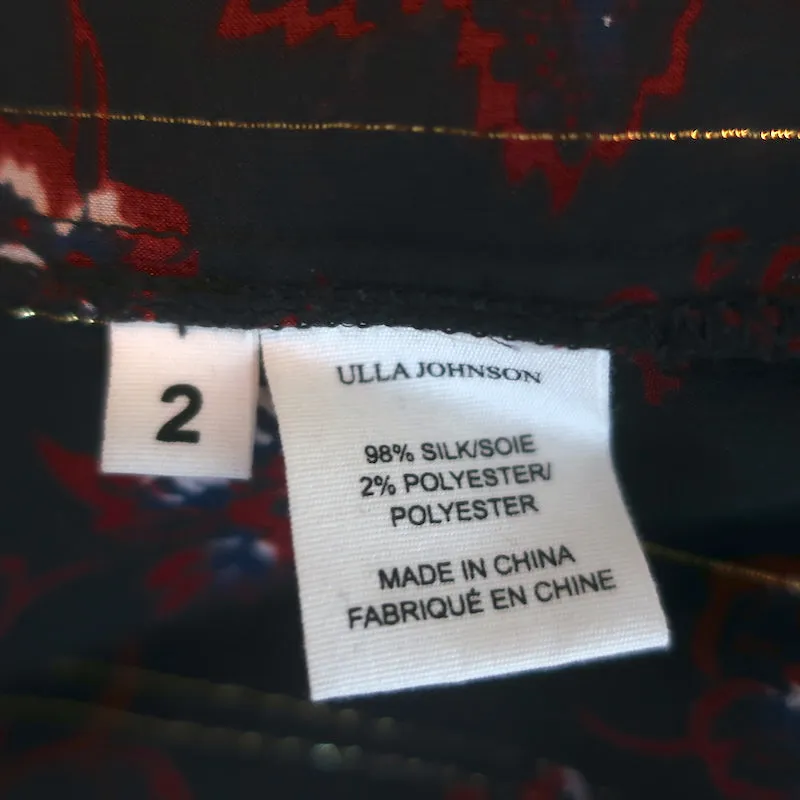 2
ULLA JOHNSON
98% SILK/SOIE
2% POLYESTER/
POLYESTER
MADE IN CHINA
FABRIQUÉ EN CHINE